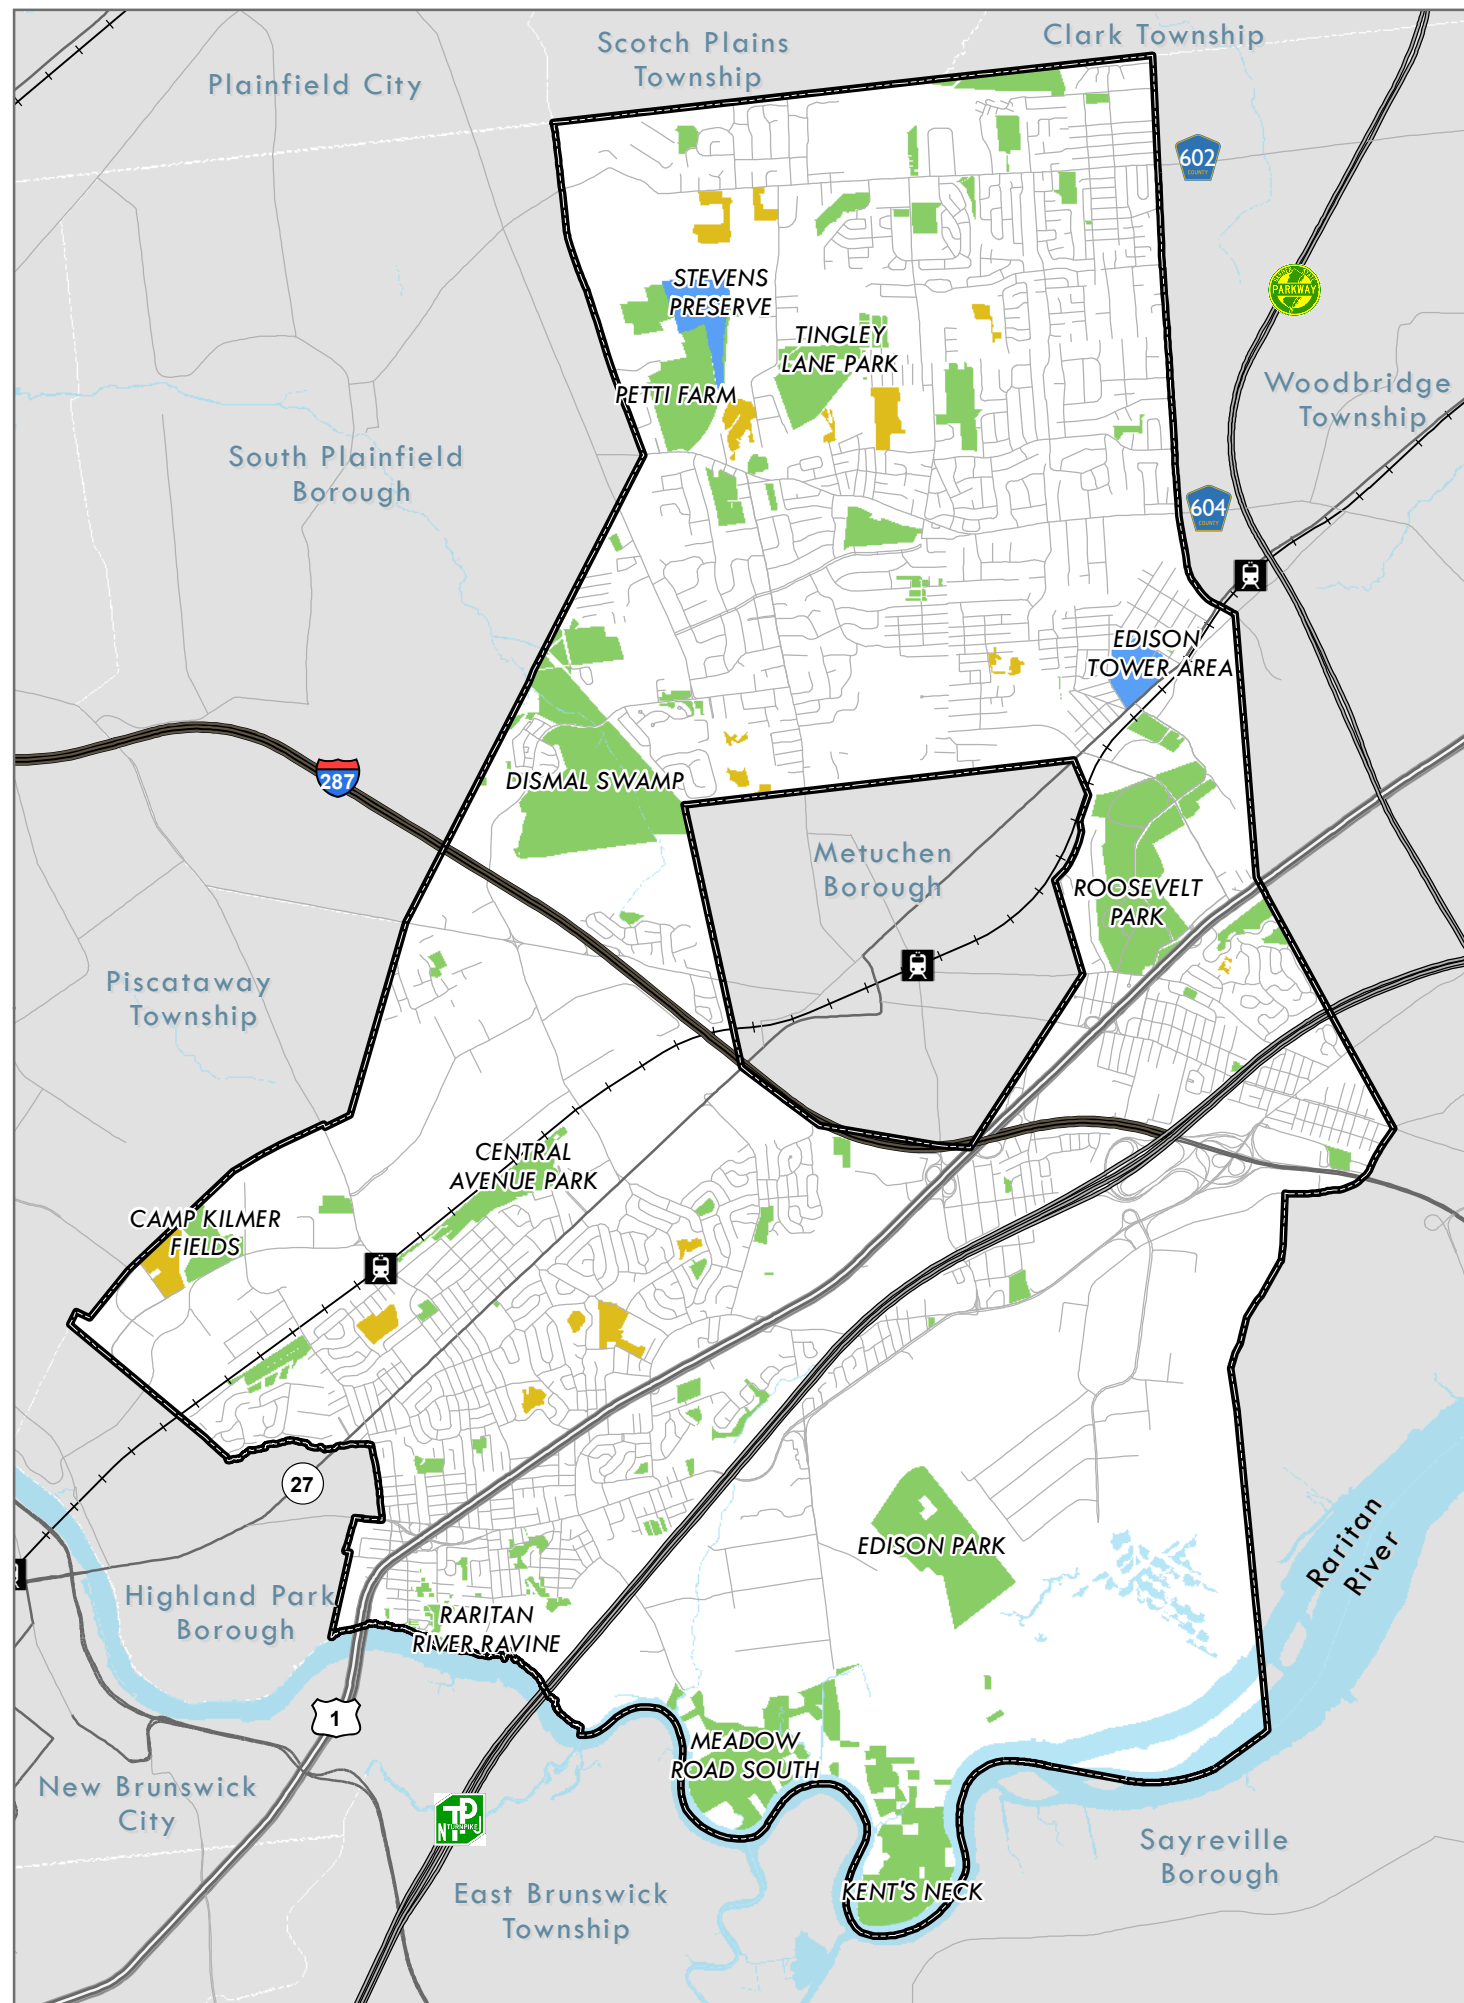 Scotch Plains
Township
Clark Township
Plainfield City
602
COUNTY
STEVENS
PRESERVE
PARKWAY
TINGLEY
LANE PARK
PETTI FARM
Woodbridge
Township
South Plainfield
Borough
604
COUNTY
EDISON
TOWER AREA
287
DISMAL SWAMP
Metuchen
Borough
ROOSEVELT
PARK
Piscataway
Township
CENTRAL
AVENUE PARK
CAMP KILMER
FIELDS
27
EDISON PARK
Raritan
River
Highland Park
Borough
RARITAN
RIVER RAVINE
1
MEADOW
ROAD SOUTH
New Brunswick
City
N TP J
TURNPIKE
Sayreville
Borough
KENT'S NECK
East Brunswick
Township